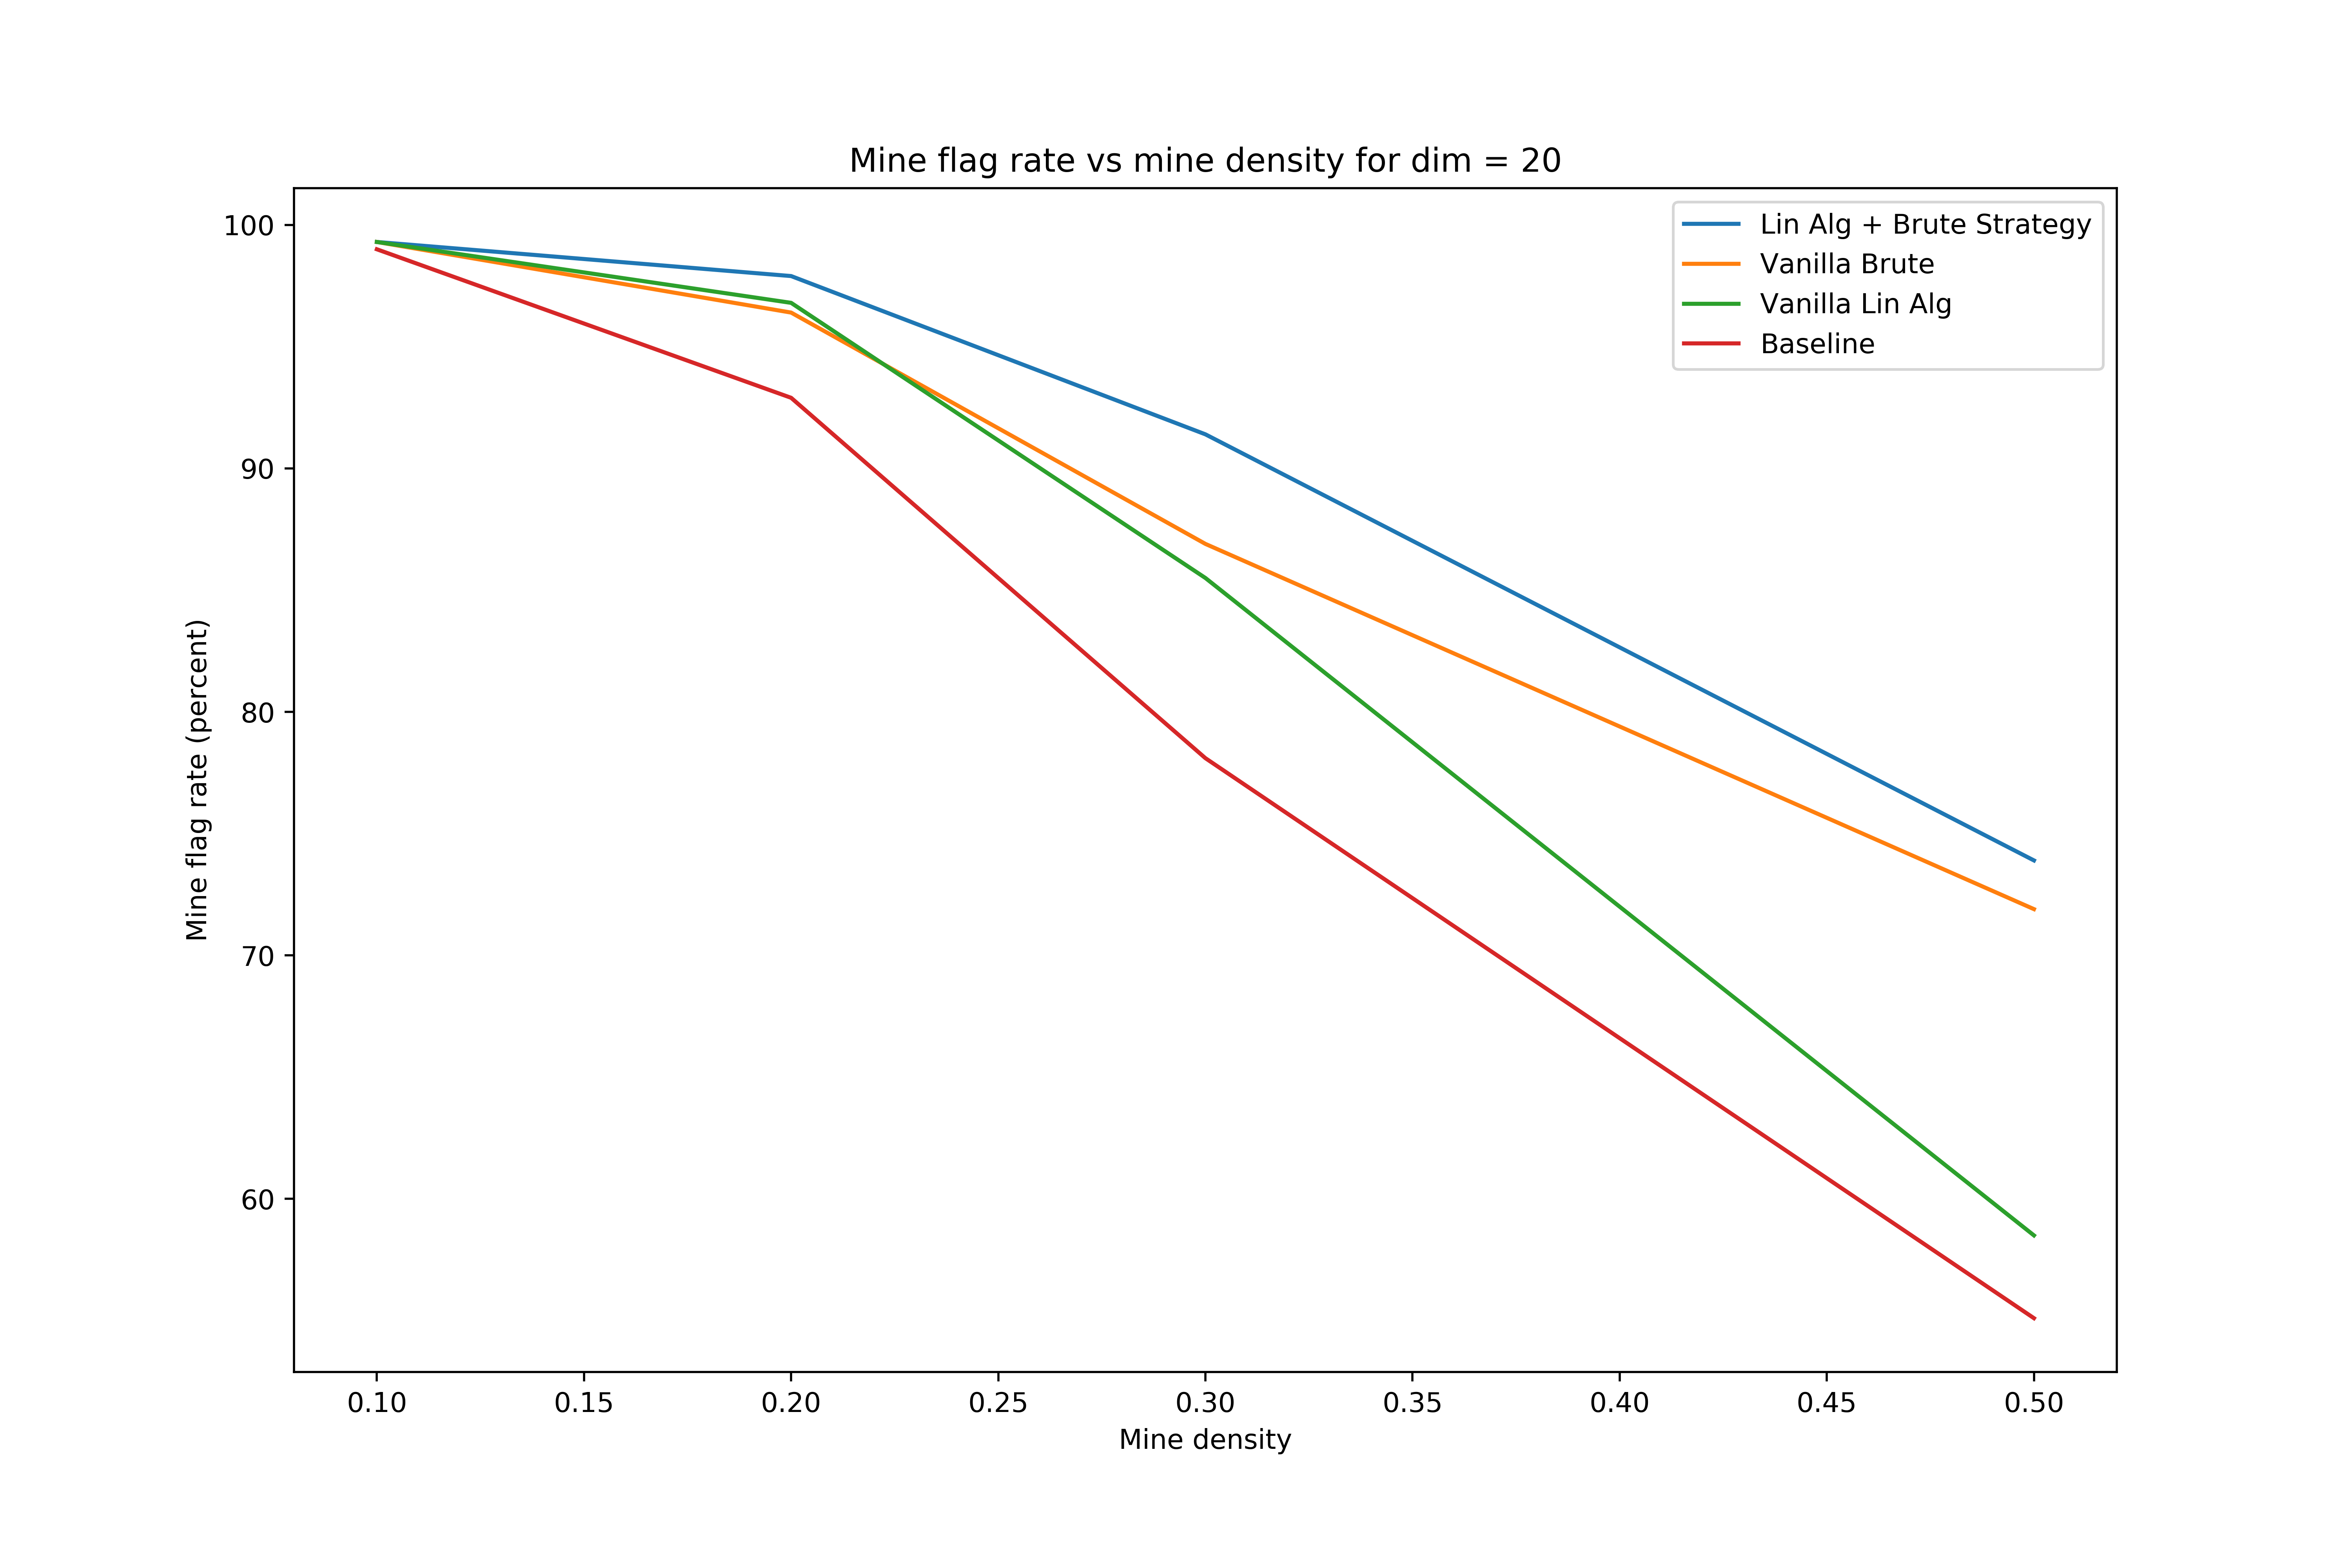 Mine flag rate vs mine density for dim = 20
100
90
80
70
60
Mine flag rate (percent)
Lin Alg + Brute Strategy
Vanilla Brute
Vanilla Lin Alg
Baseline
0.10 0.15 0.20 0.25 0.30 0.35 0.40 0.45 0.50
Mine density